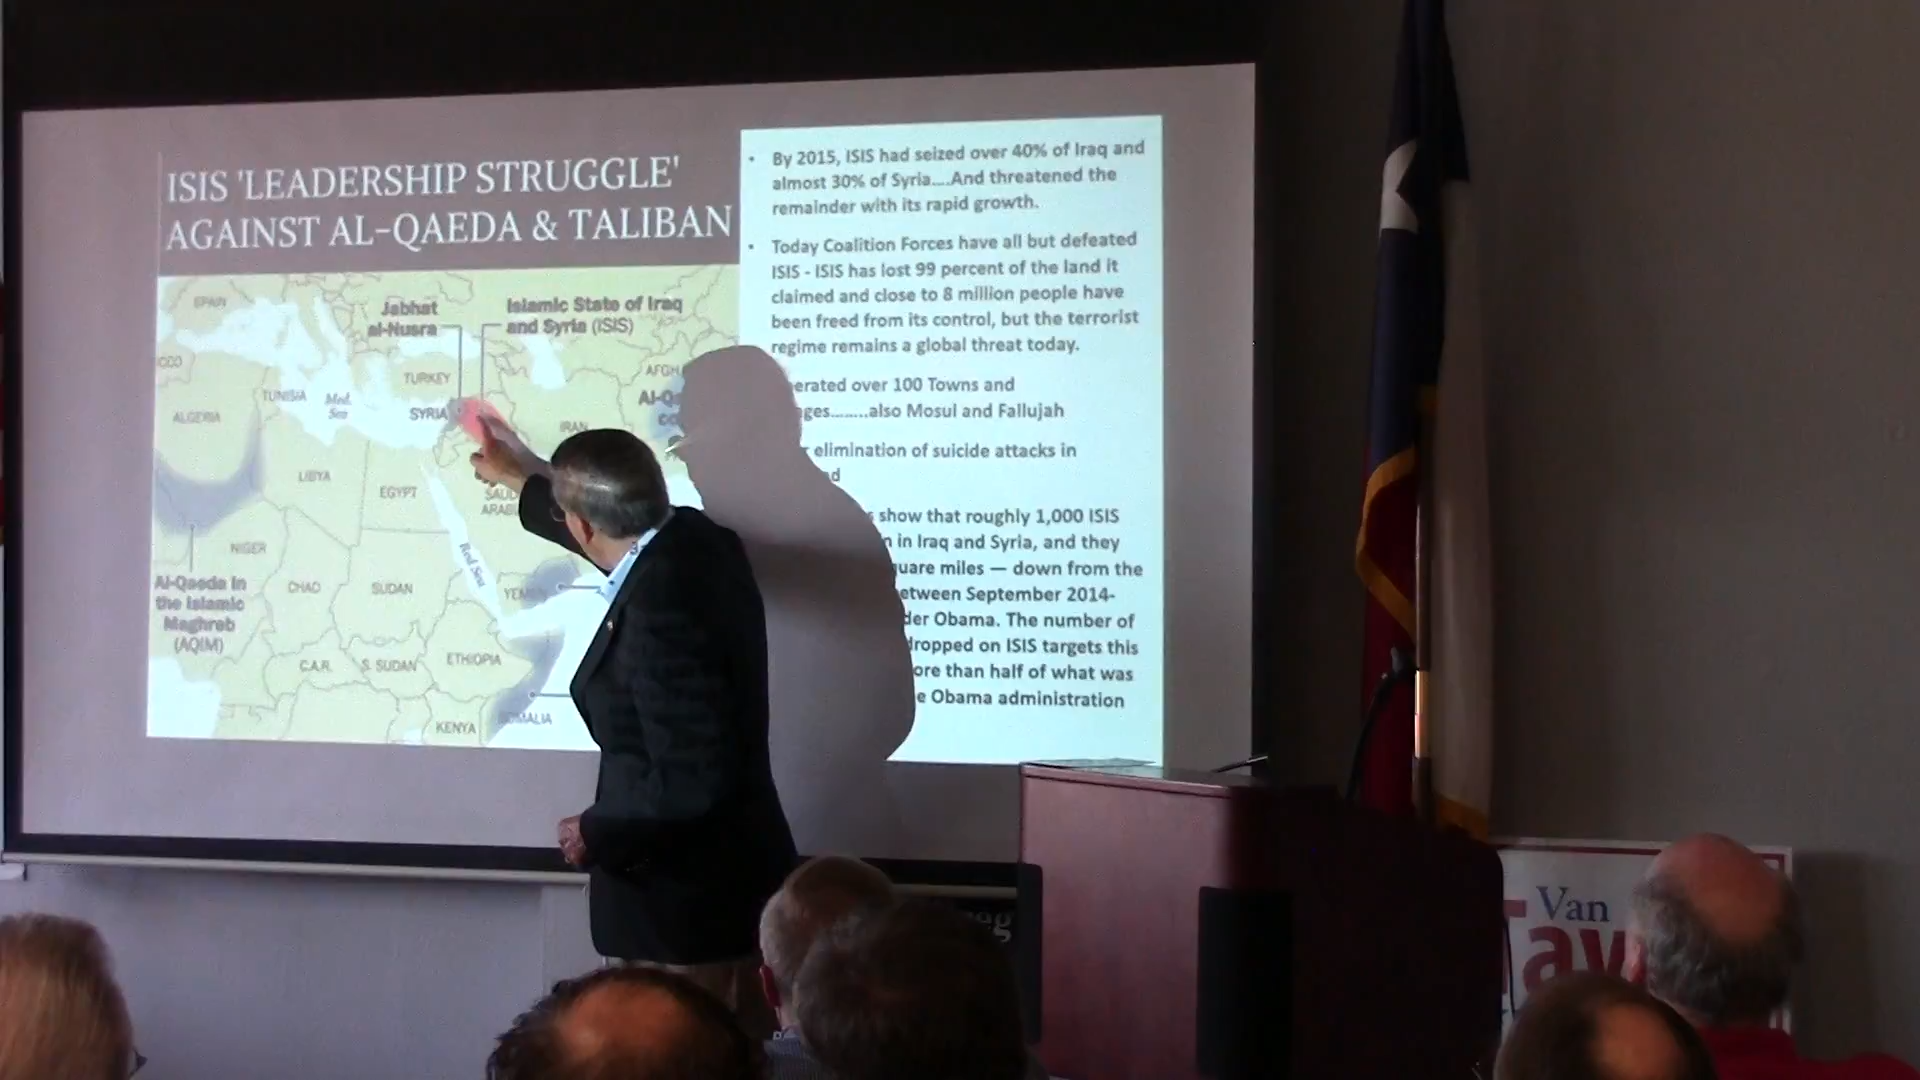 ISIS 'LEADERSHIP STRUGGLE'
AGAINST AL-QAEDA & TALIBAN
SPAIN
Jabhat
al-Nusra
Islamic State of Iraq
and Syria (ISIS)
TURKEY
TUNISIA
Med.
Sea
SYRIA
ALGERIA
IRAN
LIBYA
EGYPT
Red Sea
NIGER
Al-Qaeda in
the Islamic
Maghreb
(AQIM)
CHAD
SUDAN
YEMEN
C.A.R.
S. SUDAN
ETHIOPIA
KENYA
SOMALIA
• By 2015, ISIS had seized over 40% of Iraq and
almost 30% of Syria....And threatened the
remainder with its rapid growth.
• Today Coalition Forces have all but defeated
ISIS - ISIS has lost 99 percent of the land it
claimed and close to 8 million people have
been freed from its control, but the terrorist
regime remains a global threat today.
over 100 Towns and
also Mosul and Fallujah
elimination of suicide attacks in
show that roughly 1,000 ISIS
in Iraq and Syria, and they
miles — down from the
September 2014-
Obama. The number of
on ISIS targets this
than half of what was
Obama administration
Van